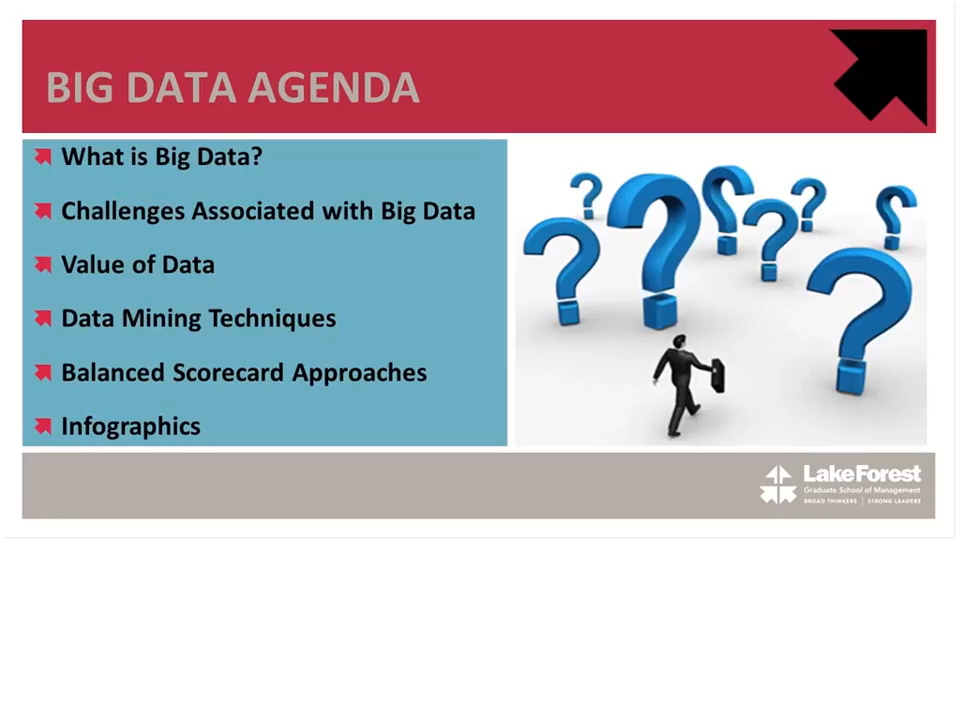 BIG DATA AGENDA
What is Big Data?
Challenges Associated with Big Data
Value of Data
Data Mining Techniques
Balanced Scorecard Approaches
Infographics
LakeForest
Graduate School of Management
BROAD THINKERS | STRONG LEADERS